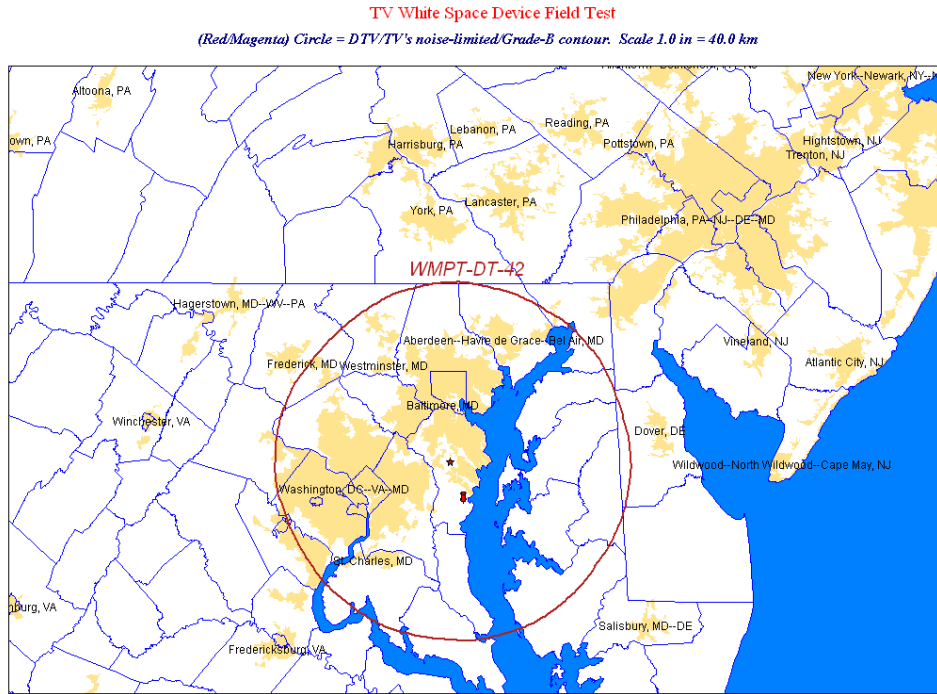 TV White Space Device Field Test
(Red/Magenta) Circle = DTV/TV's noise-limited/Grade-B contour. Scale 1.0 in = 40.0 km
New York--Newark, NY--
Altoona, PA
Lebanon, PA
Reading, PA
own, PA
Harrisburg, PA
Pottstown, PA
Hightstown, NJ
Trenton, NJ
Lancaster, PA
York, PA
Philadelphia, PA--NJ--DE--MD
WMPT-DT-42
Hagerstown, MD--WV--PA
Aberdeen--Havre de Grace--Bel Air, MD
Vineland, NJ
Frederick, MD
Westminster, MD
Atlantic City, NJ
Baltimore, MD
Winchester, VA
Dover, DE
Wildwood--North Wildwood--Cape May, NJ
Washington, DC--VA--MD
St. Charles, MD
nburg, VA
Salisbury, MD--DE
Fredericksburg, VA